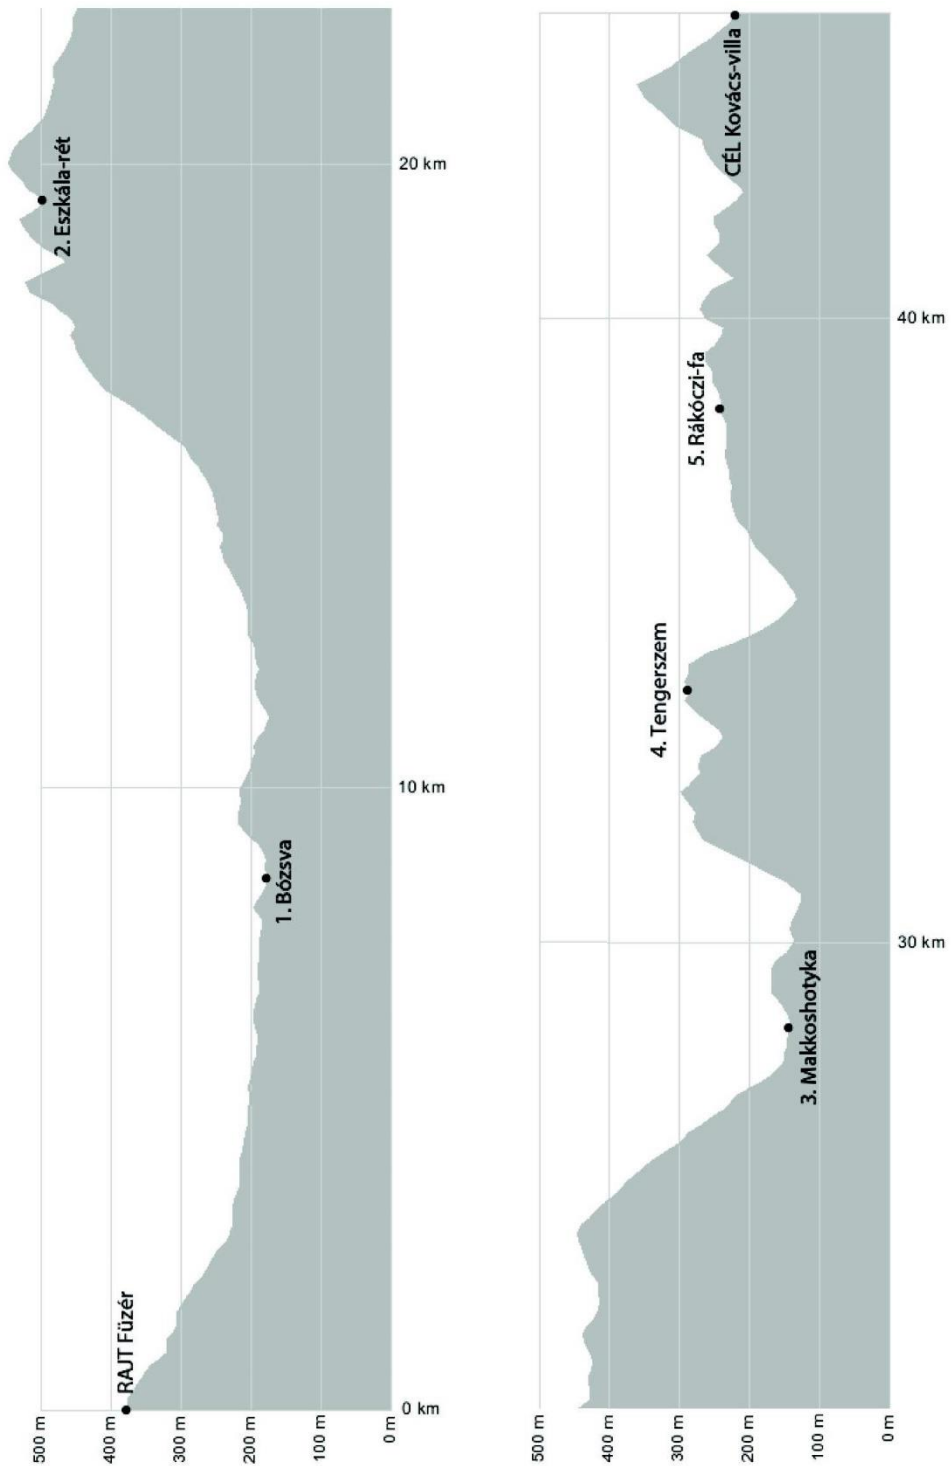 500 m
400 m
300 m
200 m
100 m
0 m
RAJT Füzér
1. Bózsva
2. Eszkála-rét
0 km
10 km
20 km
500 m
400 m
300 m
200 m
100 m
0 m
3. Makkoshotyka
4. Tengerszem
5. Rákóczi-fa
CÉL Kovács-villa
30 km
40 km